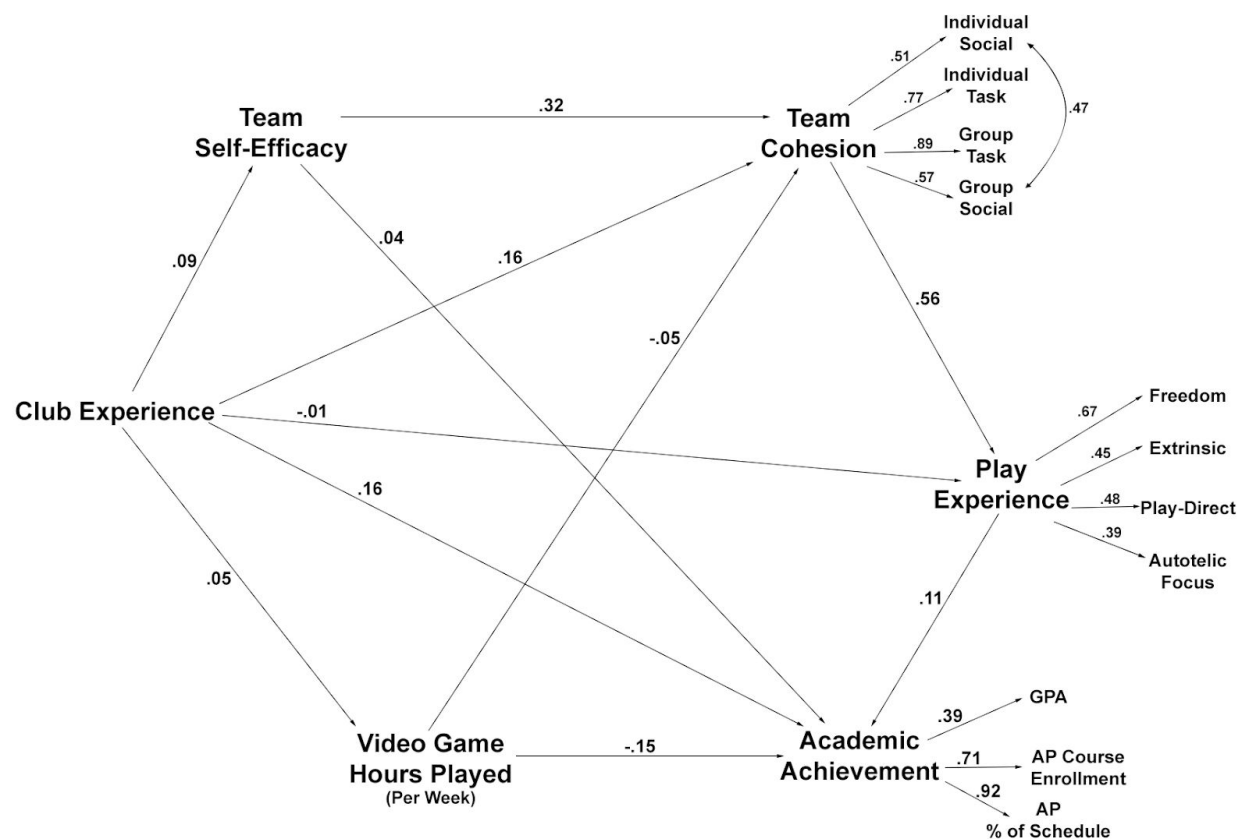 Individual
Social
.51
Individual
Task
.77
.47
Team
Self-Efficacy
.32
Team
Cohesion
.89
Group
Task
.57
Group
Social
.04
.09
.16
.56
-.05
Club Experience
-.01
Freedom
.67
Extrinsic
.45
Play
Experience
.48
Play-Direct
.16
.39
Autotelic
Focus
.05
.11
GPA
.39
Video Game
Hours Played
(Per Week)
-.15
Academic
Achievement
.71
AP Course
Enrollment
.92
AP
% of Schedule